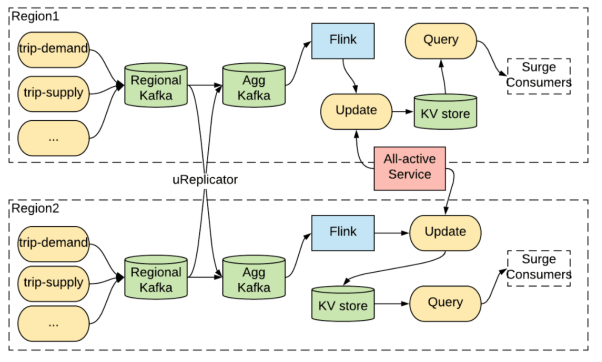 Region1
trip-demand
trip-supply
...
Regional
Kafka
Agg
Kafka
Flink
Update
Query
KV store
Surge
Consumers
All-active
Service
uReplicator
Region2
trip-demand
trip-supply
...
Regional
Kafka
Agg
Kafka
Flink
Update
KV store
Query
Surge
Consumers